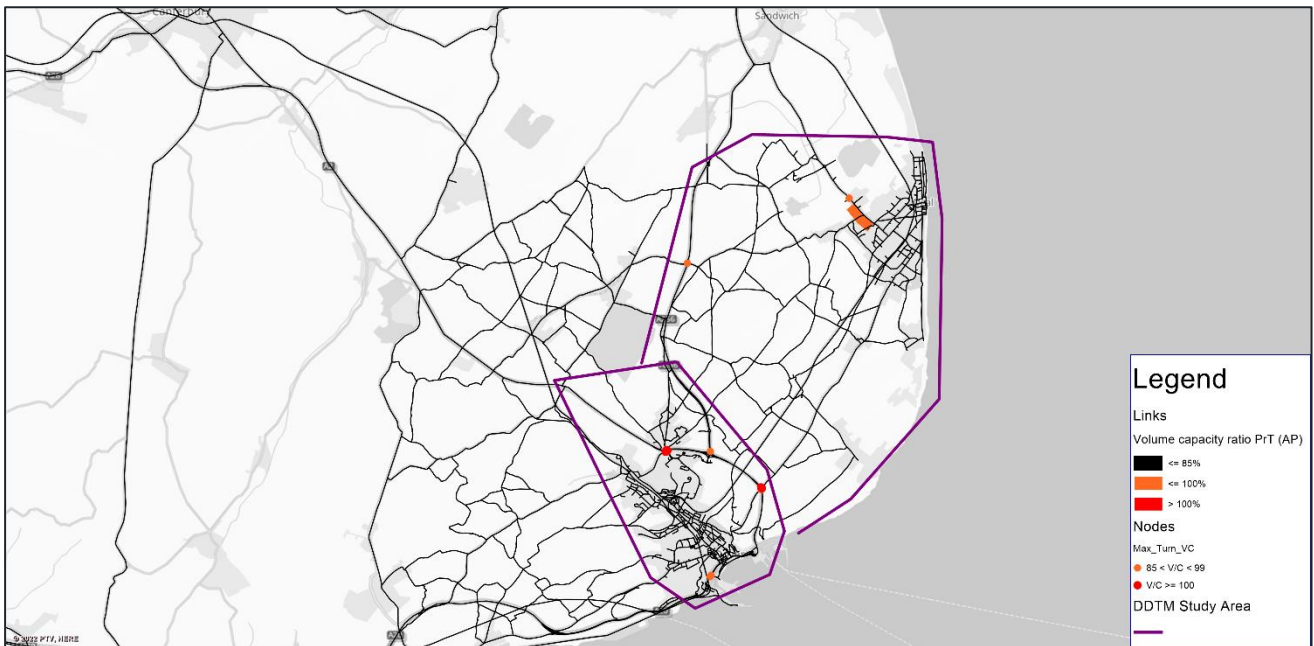 Canterbury
Sandwich
Legend
Links
Volume capacity ratio PrT (AP)
<= 85%
<= 100%
> 100%
Nodes
Max_Turn_VC
85 < V/C < 99
V/C >= 100
DDTM Study Area
© 2022 PTV, HERE